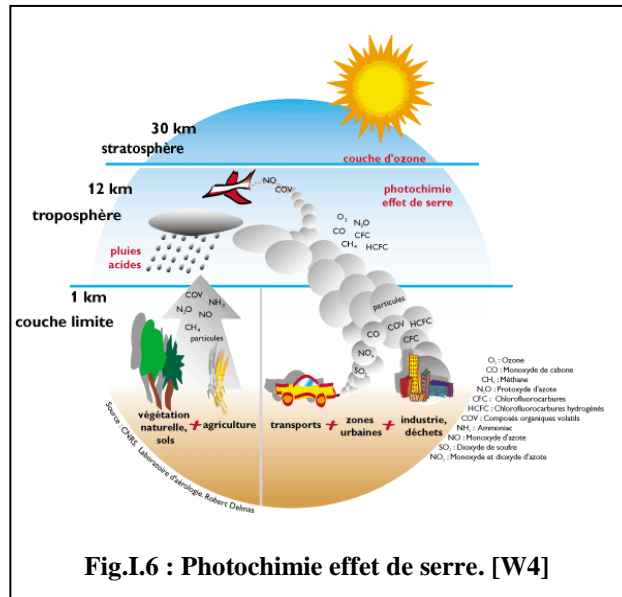 30 km
stratosphère
couche d'ozone
12 km
troposphère
NO
COV
photochimie
effet de serre
O₃
N₂O
CO
CFC
CH₄
HCFC
pluies
acides
1 km
couche limite
COV
NH₃
N₂O
NO
CH₄
particules
particules
CO
COV
HCFC
CFC
NOₓ
SO₂
végétation
naturelle,
sols
+
agriculture
transports
+
zones
urbaines
+
industrie,
déchets
O₃ : Ozone
CO : Monoxyde de cabone
CH₄ : Méthane
N₂O : Protoxyde d'azote
CFC : Chlorofluorocarbures
HCFC : Chlorofluorocarbures hydrogénés
COV : Composés organiques volatils
NH₃ : Ammoniac
NO : Monoxyde d'azote
SO₂ : Dioxyde de soufre
NOₓ : Monoxyde et dioxyde d'azote
Source : CNRS. Laboratoire d'aérologie. Robert Delmas
Fig.I.6 : Photochimie effet de serre. [W4]